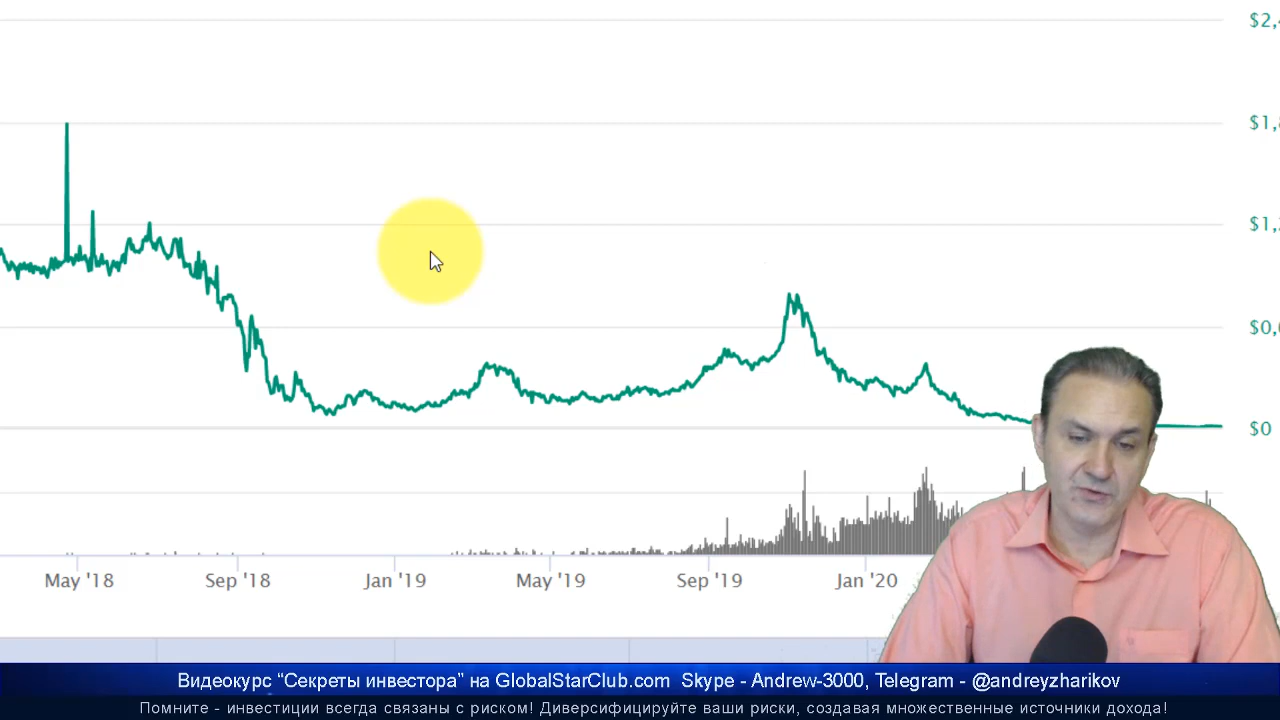 $2,
$1,8
$1,
$0,
$0
May '18 Sep '18 Jan '19 May '19 Sep '19 Jan '20
Видеокурс “Секреты инвестора” на GlobalStarClub.com Skype - Andrew-3000, Telegram - @andreyzharikov
Помните - инвестиции всегда связаны с риском! Диверсифицируйте ваши риски, создавая множественные источники дохода!